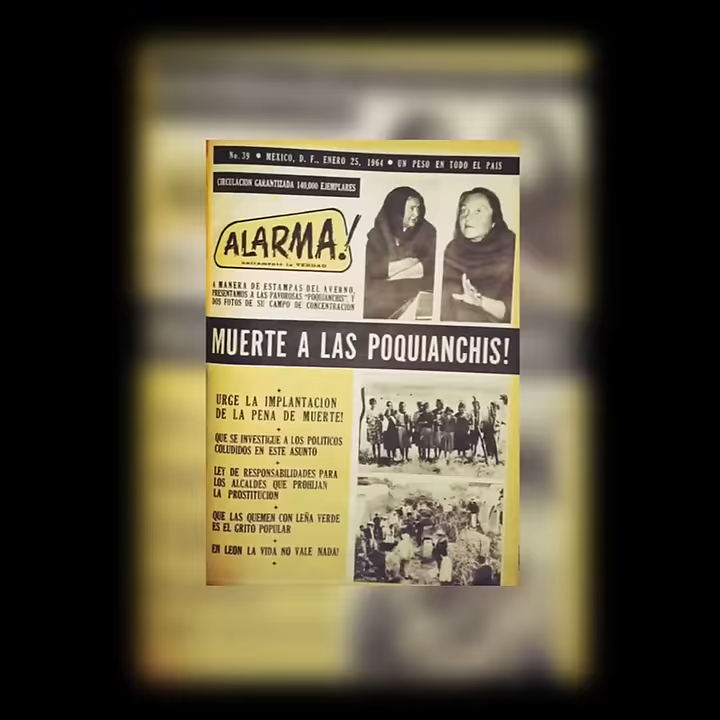 No. 39 • MEXICO, D. F., ENERO 25, 1964 • UN PESO EN TODO EL PAIS
CIRCULACION GARANTIZADA 140,000 EJEMPLARES
ALARMA!
unicamente la VERDAD
A MANERA DE ESTAMPAS DEL AVERNO,
PRESENTAMOS A LAS PAVOROSAS "POQUIANCHIS" Y
DOS FOTOS DE SU CAMPO DE CONCENTRACION
MUERTE A LAS POQUIANCHIS!
URGE LA IMPLANTACION
DE LA PENA DE MUERTE!
QUE SE INVESTIGUE A LOS POLITICOS
COLUDIDOS EN ESTE ASUNTO
LEY DE RESPONSABILIDADES PARA
LOS ALCALDES QUE PROHIJAN
LA PROSTITUCION
QUE LAS QUEMEN CON LEÑA VERDE
ES EL GRITO POPULAR
EN LEON LA VIDA NO VALE NADA!